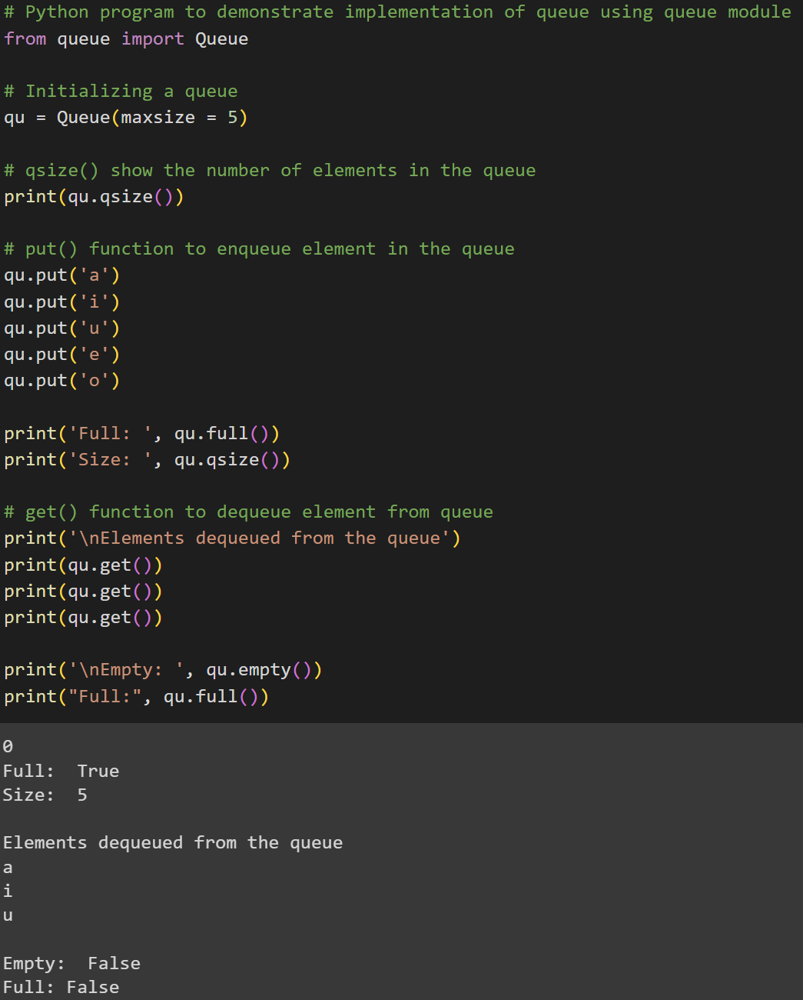 # Python program to demonstrate implementation of queue using queue module
from queue import Queue

# Initializing a queue
qu = Queue(maxsize = 5)

# qsize() show the number of elements in the queue
print(qu.qsize())

# put() function to enqueue element in the queue
qu.put('a')
qu.put('i')
qu.put('u')
qu.put('e')
qu.put('o')

print('Full: ', qu.full())
print('Size: ', qu.qsize())

# get() function to dequeue element from queue
print('\nElements dequeued from the queue')
print(qu.get())
print(qu.get())
print(qu.get())

print('\nEmpty: ', qu.empty())
print("Full:", qu.full())

0
Full:  True
Size:  5

Elements dequeued from the queue
a
i
u

Empty:  False
Full: False